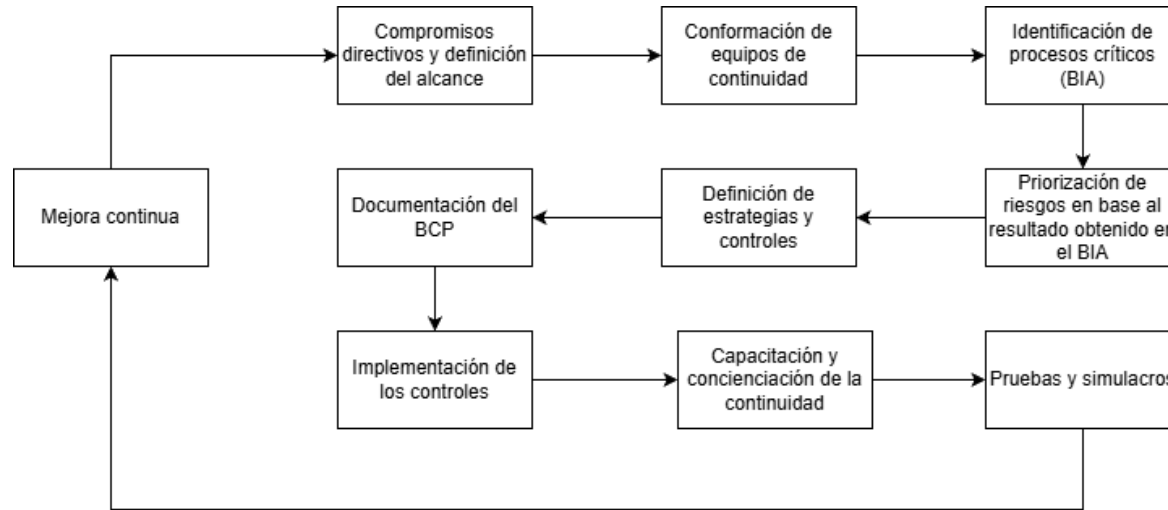 Compromisos
directivos y definición
del alcance
Conformación de
equipos de
continuidad
Identificación de
procesos críticos
(BIA)
Priorización de
riesgos en base al
resultado obtenido en
el BIA
Definición de
estrategias y
controles
Documentación del
BCP
Mejora continua
Implementación de
los controles
Capacitación y
concienciación de la
continuidad
Pruebas y simulacros